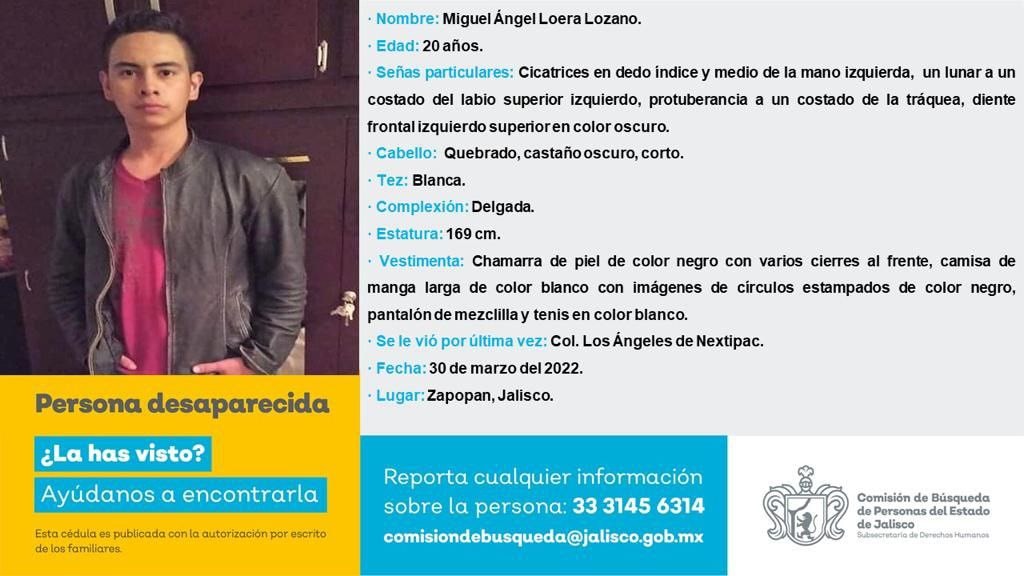 · Nombre: Miguel Ángel Loera Lozano.
· Edad: 20 años.
· Señas particulares: Cicatrices en dedo índice y medio de la mano izquierda, un lunar a un
costado del labio superior izquierdo, protuberancia a un costado de la tráquea, diente
frontal izquierdo superior en color oscuro.
· Cabello: Quebrado, castaño oscuro, corto.
· Tez: Blanca.
· Complexión: Delgada.
· Estatura: 169 cm.
· Vestimenta: Chamarra de piel de color negro con varios cierres al frente, camisa de
manga larga de color blanco con imágenes de círculos estampados de color negro,
pantalón de mezclilla y tenis en color blanco.
· Se le vió por última vez: Col. Los Ángeles de Nextipac.
· Fecha: 30 de marzo del 2022.
· Lugar: Zapopan, Jalisco.
Persona desaparecida
¿La has visto?
Ayúdanos a encontrarla
Esta cédula es publicada con la autorización por escrito
de los familiares.
Reporta cualquier información
sobre la persona: 33 3145 6314
comisiondebusqueda@jalisco.gob.mx
Comisión de Búsqueda
de Personas del Estado
de Jalisco
Subsecretaría de Derechos Humanos